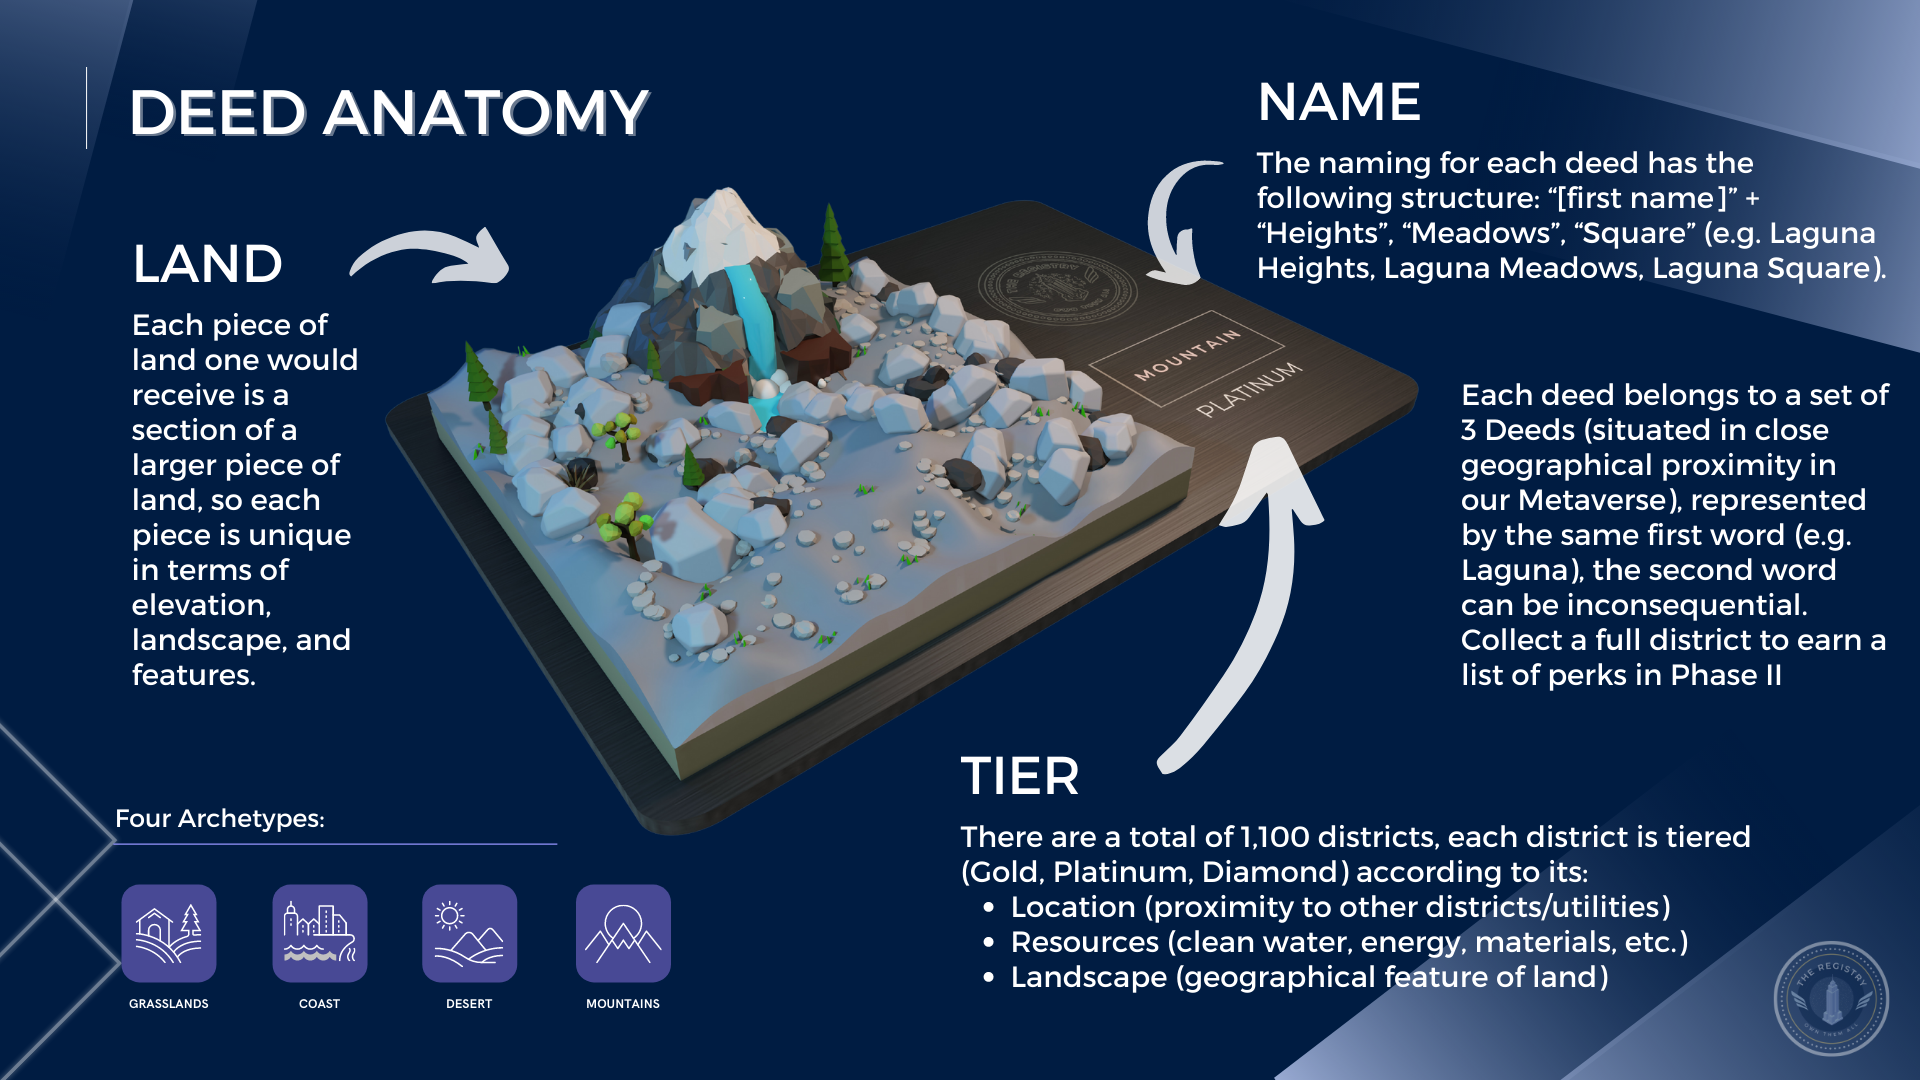 DEED ANATOMY
LAND
Each piece of
land one would
receive is a
section of a
larger piece of
land, so each
piece is unique
in terms of
elevation,
landscape, and
features.
Four Archetypes:
GRASSLANDS
COAST
DESERT
MOUNTAINS
THE REGISTRY
MOUNTAIN
PLATINUM
NAME
The naming for each deed has the
following structure: “[first name]” +
“Heights”, “Meadows”, “Square” (e.g. Laguna
Heights, Laguna Meadows, Laguna Square).
Each deed belongs to a set of
3 Deeds (situated in close
geographical proximity in
our Metaverse), represented
by the same first word (e.g.
Laguna), the second word
can be inconsequential.
Collect a full district to earn a
list of perks in Phase II
TIER
There are a total of 1,100 districts, each district is tiered
(Gold, Platinum, Diamond) according to its:
• Location (proximity to other districts/utilities)
• Resources (clean water, energy, materials, etc.)
• Landscape (geographical feature of land)
THE REGISTRY
OWN THEM ALL